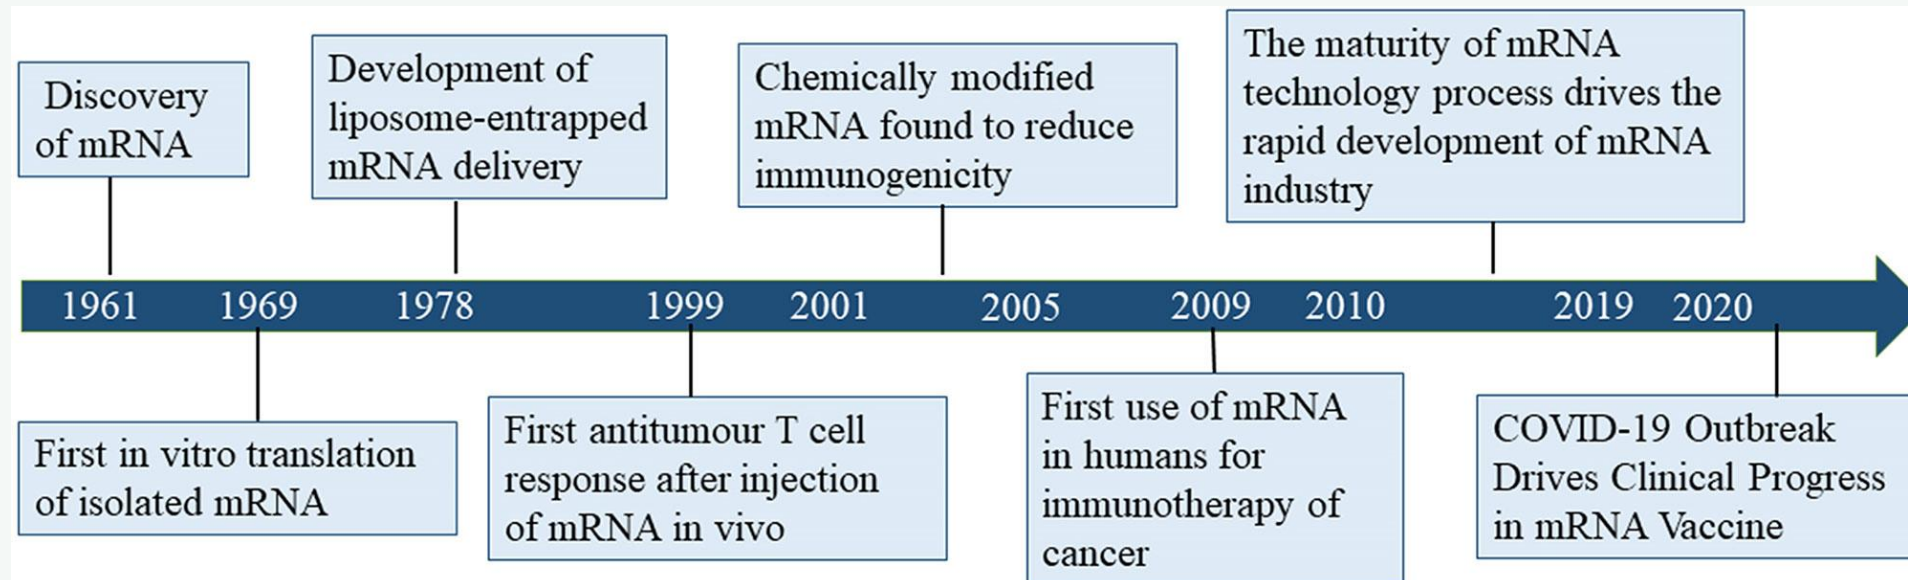 Discovery
of mRNA
Development of
liposome-entrapped
mRNA delivery
Chemically modified
mRNA found to reduce
immunogenicity
The maturity of mRNA
technology process drives the
rapid development of mRNA
industry
1961 1969 1978 1999 2001 2005 2009 2010 2019 2020
First in vitro translation
of isolated mRNA
First antitumour T cell
response after injection
of mRNA in vivo
First use of mRNA
in humans for
immunotherapy of
cancer
COVID-19 Outbreak
Drives Clinical Progress
in mRNA Vaccine